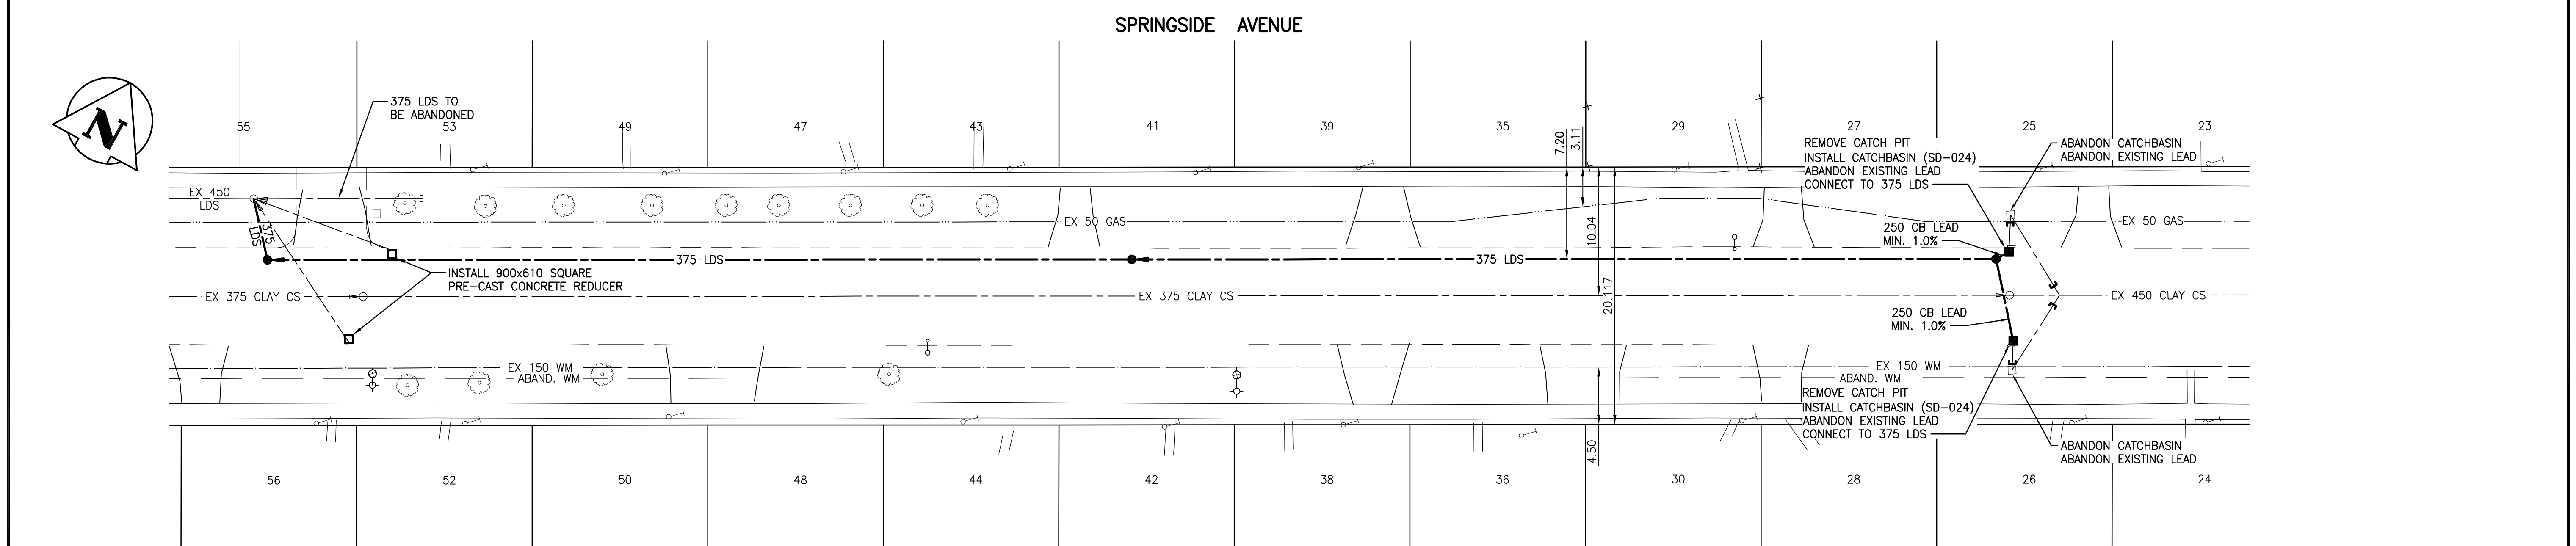 SPRINGSIDE AVENUE
N
375 LDS TO
BE ABANDONED
55
53
49
47
43
41
39
35
29
27
25
23
7.20
3.11
REMOVE CATCH PIT
INSTALL CATCHBASIN (SD-024)
ABANDON EXISTING LEAD
CONNECT TO 375 LDS
ABANDON CATCHBASIN
ABANDON EXISTING LEAD
EX 450
LDS
EX 50 GAS
EX 50 GAS
375
LDS
10.04
250 CB LEAD
MIN. 1.0%
375 LDS
375 LDS
INSTALL 900x610 SQUARE
PRE-CAST CONCRETE REDUCER
EX 375 CLAY CS
EX 375 CLAY CS
20.117
EX 450 CLAY CS
250 CB LEAD
MIN. 1.0%
EX 150 WM
ABAND. WM
EX 150 WM
ABAND. WM
REMOVE CATCH PIT
INSTALL CATCHBASIN (SD-024)
ABANDON EXISTING LEAD
CONNECT TO 375 LDS
4.50
ABANDON CATCHBASIN
ABANDON EXISTING LEAD
56
52
50
48
44
42
38
36
30
28
26
24